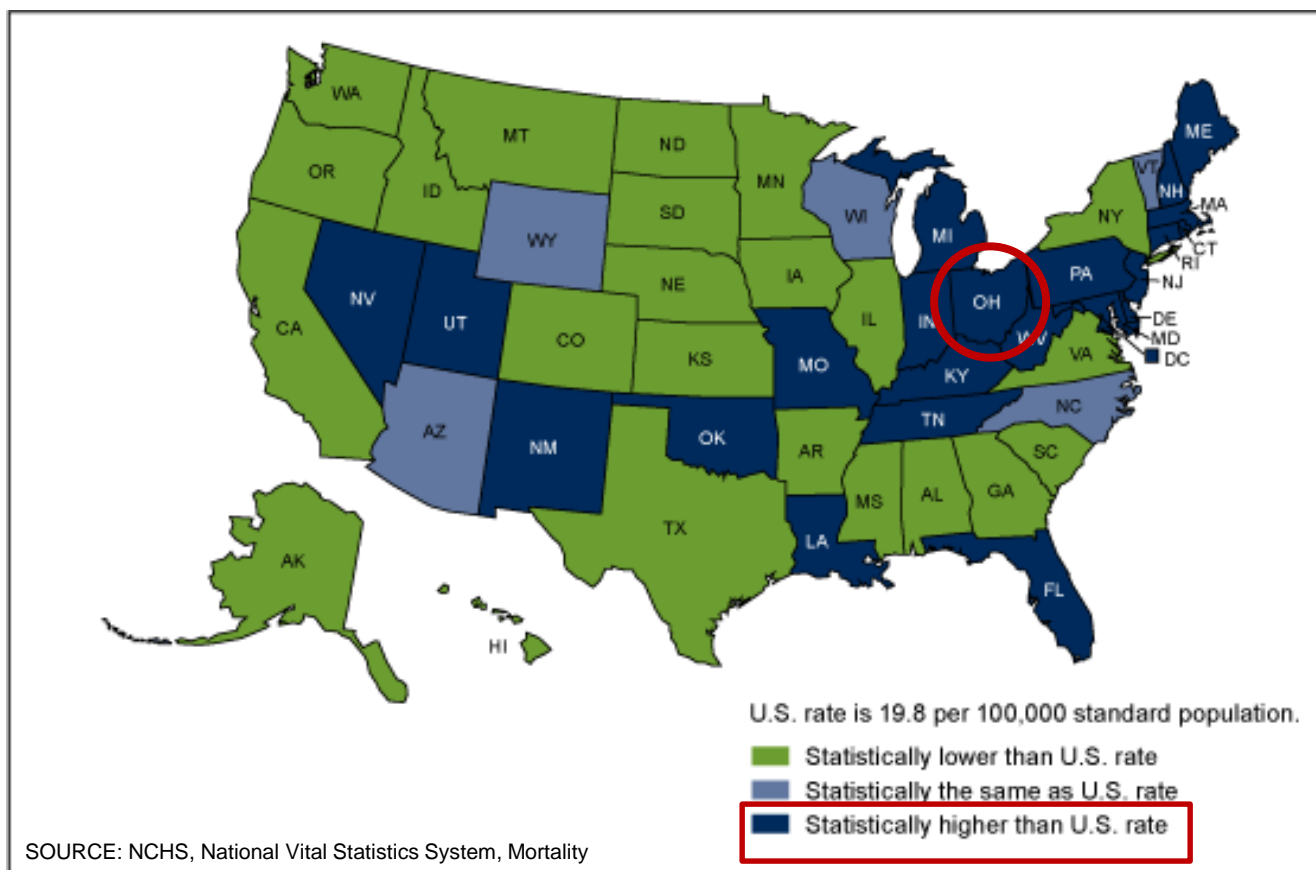 WA
MT
ND
MN
OR
ID
SD
WY
WI
MI
NY
VT
NH
ME
MA
CT
RI
NJ
PA
NV
UT
CA
CO
NE
IA
KS
IL
IN
OH
WV
DE
MD
DC
VA
MO
KY
TN
NC
AZ
NM
OK
AR
SC
MS
AL
GA
TX
LA
FL
AK
HI
U.S. rate is 19.8 per 100,000 standard population.
Statistically lower than U.S. rate
Statistically the same as U.S. rate
Statistically higher than U.S. rate
SOURCE: NCHS, National Vital Statistics System, Mortality